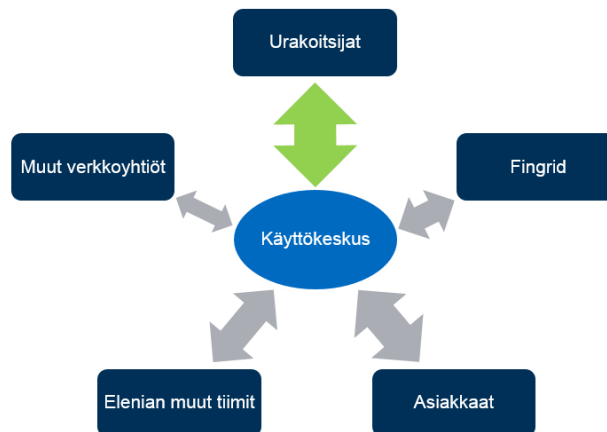 Urakoitsijat
Muut verkkoyhtiöt
Fingrid
Käyttökeskus
Elenian muut tiimit
Asiakkaat